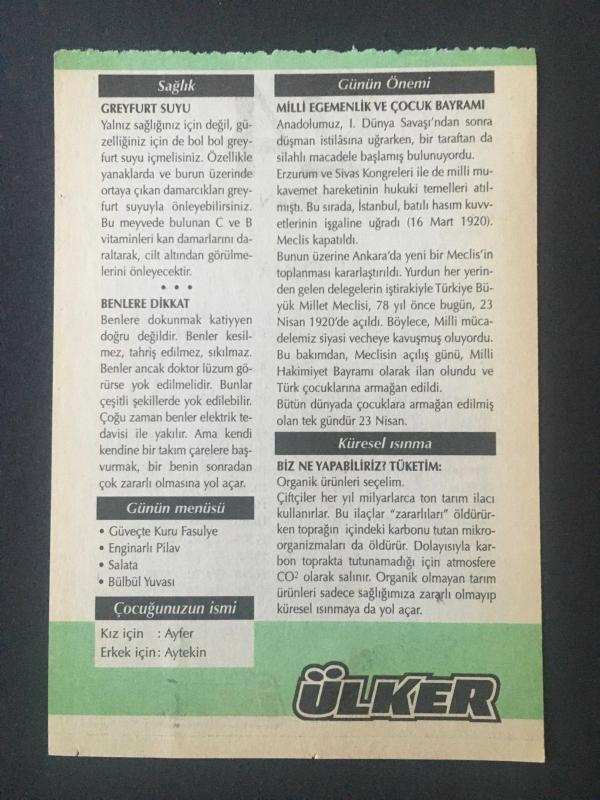 Sağlık
GREYFURT SUYU
Yalnız sağlığınız için değil, gü-
zelliğiniz için de bol bol grey-
furt suyu içmelisiniz. Özellikle
yanaklarda ve burun üzerinde
ortaya çıkan damarcıkları grey-
furt suyuyla önleyebilirsiniz.
Bu meyvede bulunan C ve B
vitaminleri kan damarlarını da-
raltarak, cilt altından görülme-
lerini önleyecektir.
• • •
BENLERE DİKKAT
Benlere dokunmak katiyyen
doğru değildir. Benler kesil-
mez, tahriş edilmez, sıkılmaz.
Benler ancak doktor lüzum gö-
rürse yok edilmelidir. Bunlar
çeşitli şekillerde yok edilebilir.
Çoğu zaman benler elektrik te-
davisi ile yakılır. Ama kendi
kendine bir takım çarelere baş-
vurmak, bir benin sonradan
çok zararlı olmasına yol açar.
Günün menüsü
• Güveçte Kuru Fasulye
• Enginarlı Pilav
• Salata
• Bülbül Yuvası
Çocuğunuzun ismi
Kız için : Ayfer
Erkek için: Aytekin
Günün Önemi
MİLLİ EGEMENLİK VE ÇOCUK BAYRAMI
Anadolumuz, I. Dünya Savaşı'ndan sonra
düşman istilâsına uğrarken, bir taraftan da
silahlı macadele başlamış bulunuyordu.
Erzurum ve Sivas Kongreleri ile de milli mu-
kavemet hareketinin hukuki temelleri atıl-
mıştı. Bu sırada, İstanbul, batılı hasım kuvv-
etlerinin işgaline uğradı (16 Mart 1920).
Meclis kapatıldı.
Bunun üzerine Ankara'da yeni bir Meclis'in
toplanması kararlaştırıldı. Yurdun her yerin-
den gelen delegelerin iştirakiyle Türkiye Bü-
yük Millet Meclisi, 78 yıl önce bugün, 23
Nisan 1920'de açıldı. Böylece, Milli müca-
delemiz siyasi vecheye kavuşmuş oluyordu.
Bu bakımdan, Meclisin açılış günü, Milli
Hakimiyet Bayramı olarak ilan olundu ve
Türk çocuklarına armağan edildi.
Bütün dünyada çocuklara armağan edilmiş
olan tek gündür 23 Nisan.
Küresel ısınma
BİZ NE YAPABİLİRİZ? TÜKETİM:
Organik ürünleri seçelim.
Çiftçiler her yıl milyarlarca ton tarım ilacı
kullanırlar. Bu ilaçlar "zararlıları" öldürür-
ken toprağın içindeki karbonu tutan mikro-
organizmaları da öldürür. Dolayısıyla kar-
bon toprakta tutunamadığı için atmosfere
CO² olarak salınır. Organik olmayan tarım
ürünleri sadece sağlığımıza zararlı olmayıp
küresel ısınmaya da yol açar.
ÜLKER